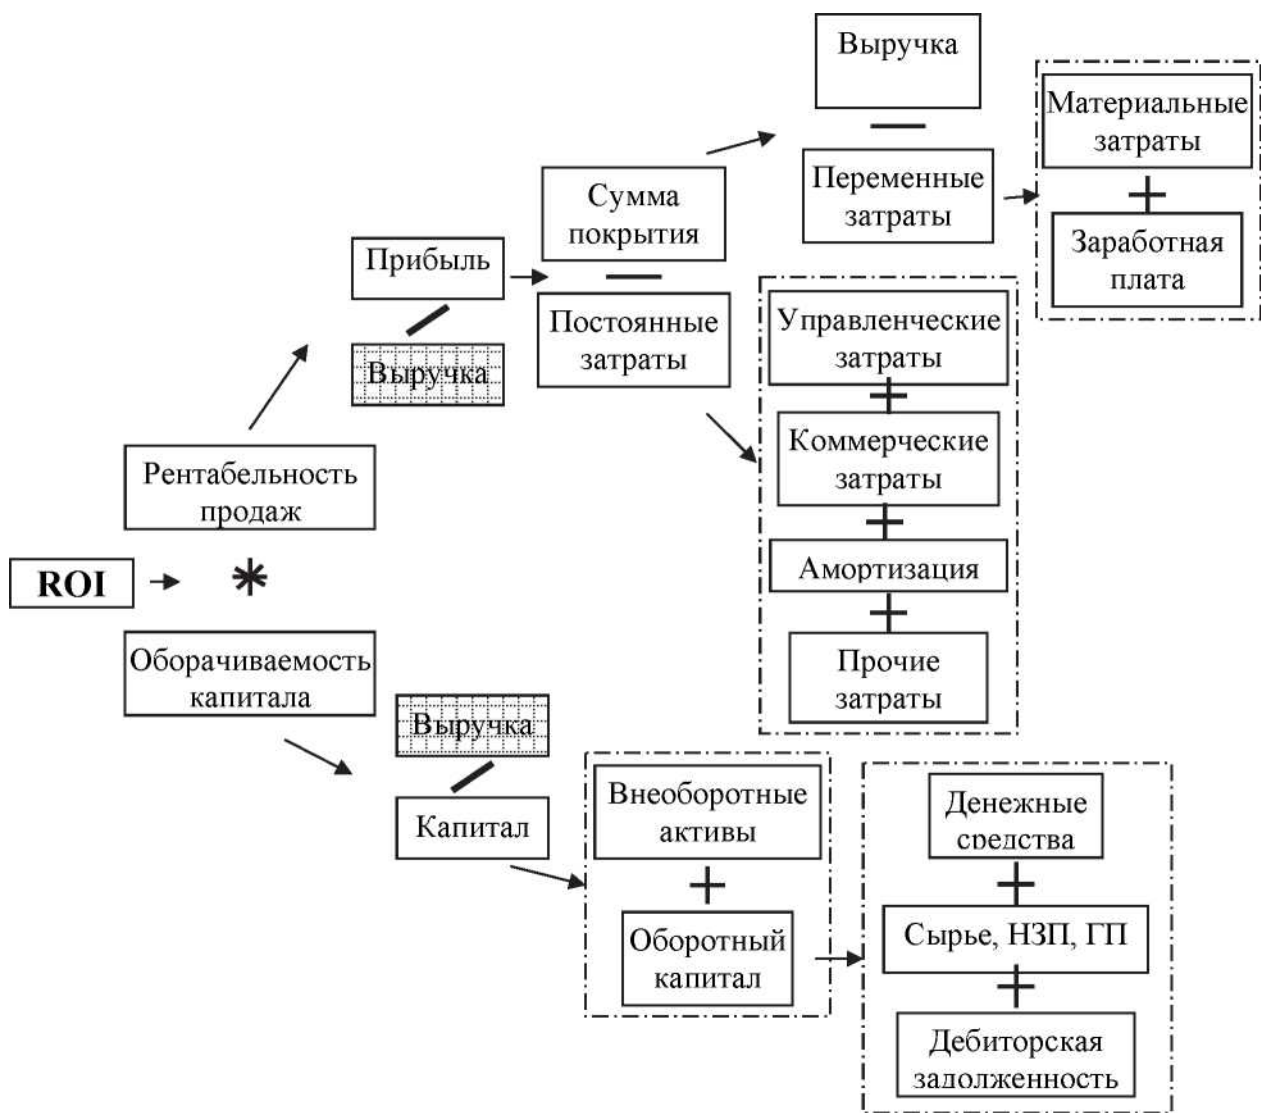 Выручка
Материальные
затраты
Переменные
затраты
Заработная
плата
Сумма
покрытия
Прибыль
Постоянные
затраты
Выручка
Управленческие
затраты
Коммерческие
затраты
Амортизация
Прочие
затраты
Рентабельность
продаж
ROI
Оборачиваемость
капитала
Выручка
Капитал
Внеоборотные
активы
Оборотный
капитал
Денежные
средства
Сырье, НЗП, ГП
Дебиторская
задолженность